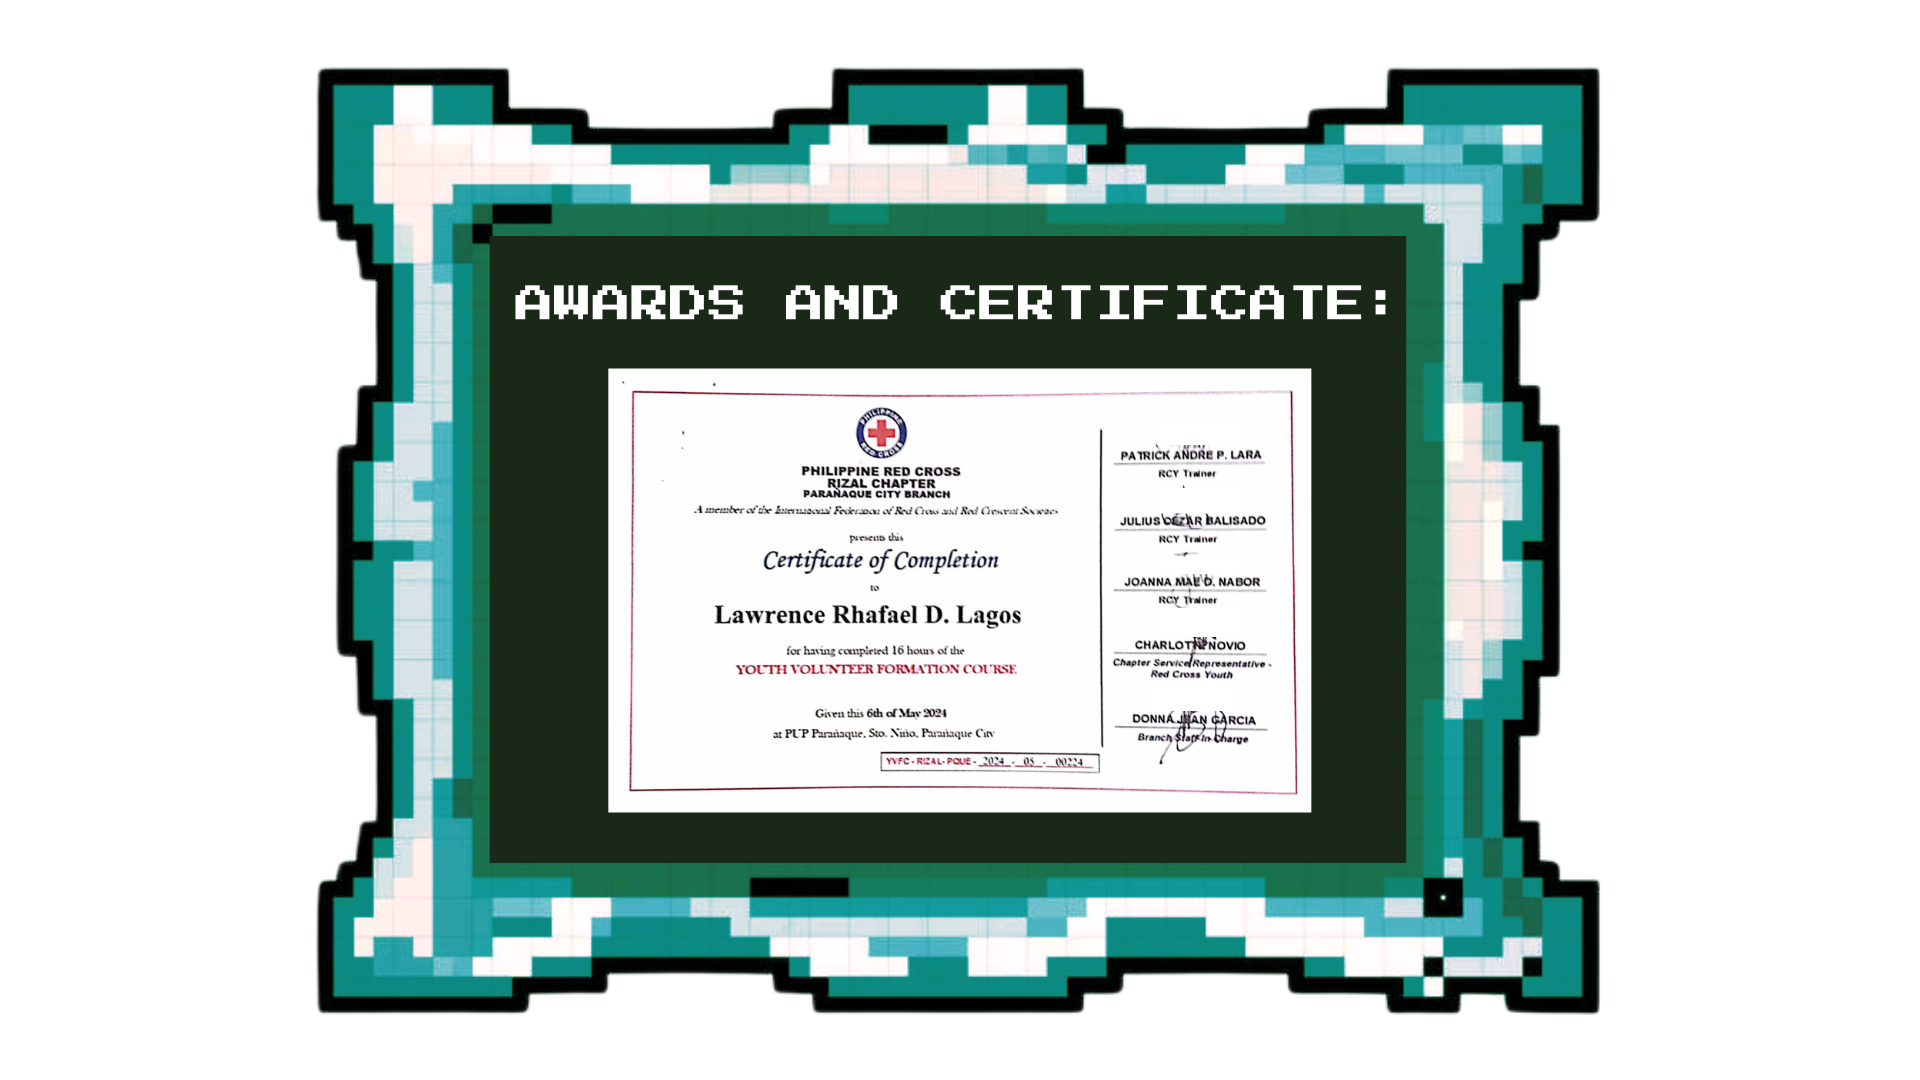 AWARDS AND CERTIFICATE:
PHILIPPINE RED CROSS
PHILIPPINE RED CROSS
RIZAL CHAPTER
PARAÑAQUE CITY BRANCH
A member of the International Federation of Red Cross and Red Crescent Societies
presents this
Certificate of Completion
to
Lawrence Rhafael D. Lagos
for having completed 16 hours of the
YOUTH VOLUNTEER FORMATION COURSE
Given this 6th of May 2024
at PUP Parañaque, Sto. Niño, Parañaque City
YVFC - RIZAL- PQUE - 2024 - 05 - 00224
PATRICK ANDRE P. LARA
RCY Trainer
JULIUS CEZAR BALISADO
RCY Trainer
JOANNA MAE D. NABOR
RCY Trainer
CHARLOTTE NOVIO
Chapter Service Representative -
Red Cross Youth
DONNA JEAN GARCIA
Branch Staff In Charge